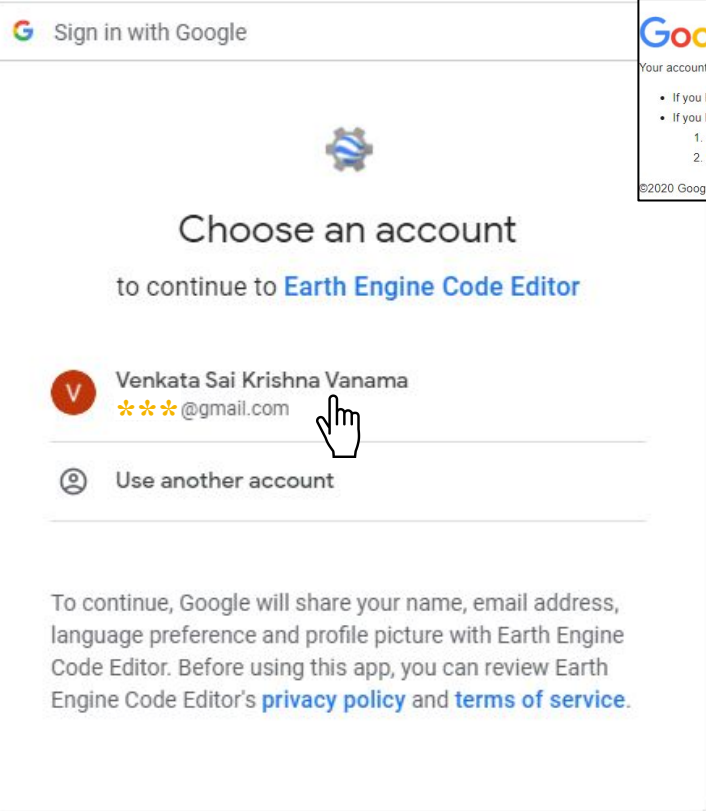 Sign in with Google
Choose an account
to continue to Earth Engine Code Editor
V
Venkata Sai Krishna Vanama
***@gmail.com
Use another account
To continue, Google will share your name, email address,
language preference and profile picture with Earth Engine
Code Editor. Before using this app, you can review Earth
Engine Code Editor's privacy policy and terms of service.
Your account
• If you
• If you
1.
2.
©2020